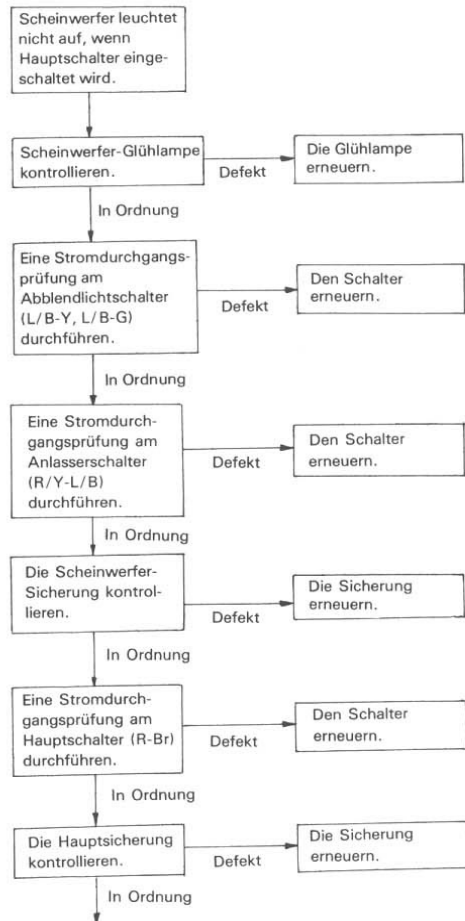 Scheinwerfer leuchtet
nicht auf, wenn
Hauptschalter einge-
schaltet wird.
Scheinwerfer-Glühlampe
kontrollieren.
Defekt
Die Glühlampe
erneuern.
In Ordnung
Eine Stromdurchgangs-
prüfung am
Abblendlichtschalter
(L/B-Y, L/B-G)
durchführen.
Defekt
Den Schalter
erneuern.
In Ordnung
Eine Stromdurch-
gangsprüfung am
Anlasserschalter
(R/Y-L/B)
durchführen.
Defekt
Den Schalter
erneuern.
In Ordnung
Die Scheinwerfer-
Sicherung kontrol-
lieren.
Defekt
Die Sicherung
erneuern.
In Ordnung
Eine Stromdurch-
gangsprüfung am
Hauptschalter (R-Br)
durchführen.
Defekt
Den Schalter
erneuern.
In Ordnung
Die Hauptsicherung
kontrollieren.
Defekt
Die Sicherung
erneuern.
In Ordnung